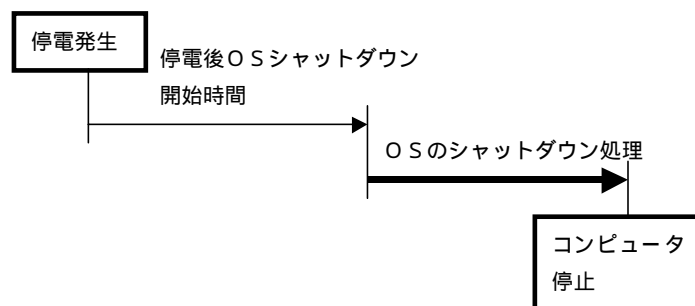 停電発生
停電後ＯＳシャットダウン
開始時間
ＯＳのシャットダウン処理
コンピュータ
停止